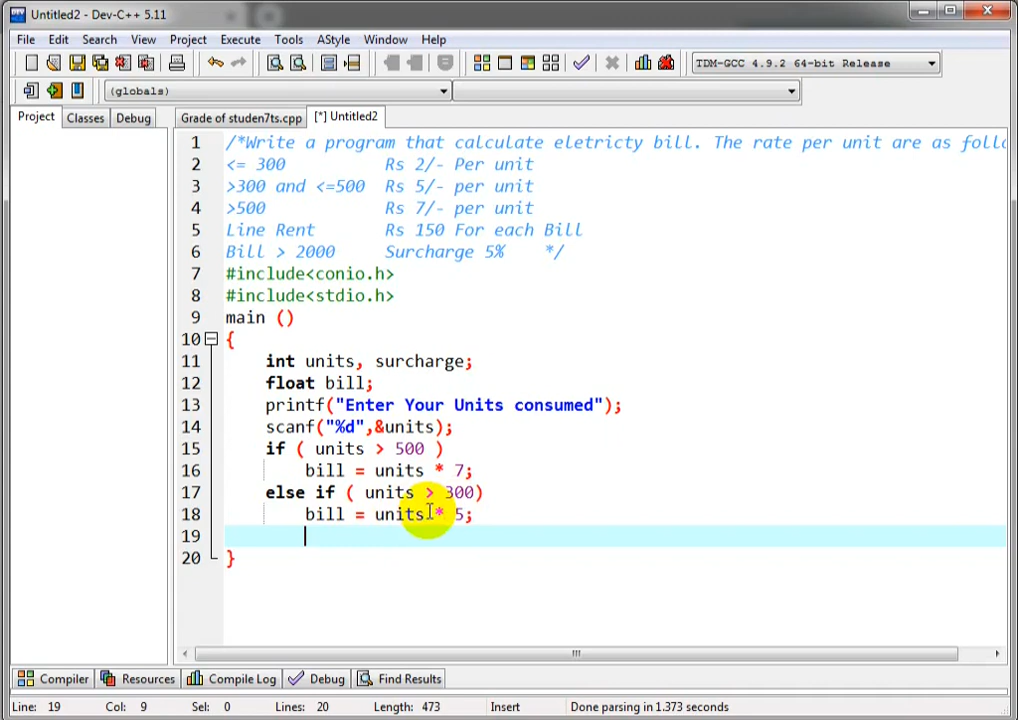 Untitled2 - Dev-C++ 5.11
File Edit Search View Project Execute Tools AStyle Window Help
TDM-GCC 4.9.2 64-bit Release
(globals)
Project Classes Debug Grade of studen7ts.cpp [*] Untitled2
1 /*Write a program that calculate eletricty bill. The rate per unit are as follo
2 <= 300 Rs 2/- Per unit
3 >300 and <=500 Rs 5/- per unit
4 >500 Rs 7/- per unit
5 Line Rent Rs 150 For each Bill
6 Bill > 2000 Surcharge 5% */
7 #include<conio.h>
8 #include<stdio.h>
9 main ()
10 {
11 int units, surcharge;
12 float bill;
13 printf("Enter Your Units consumed");
14 scanf("%d",&units);
15 if ( units > 500 )
16 bill = units * 7;
17 else if ( units > 300)
18 bill = units * 5;
19
20 }
Compiler Resources Compile Log Debug Find Results
Line: 19 Col: 9 Sel: 0 Lines: 20 Length: 473 Insert Done parsing in 1.373 seconds